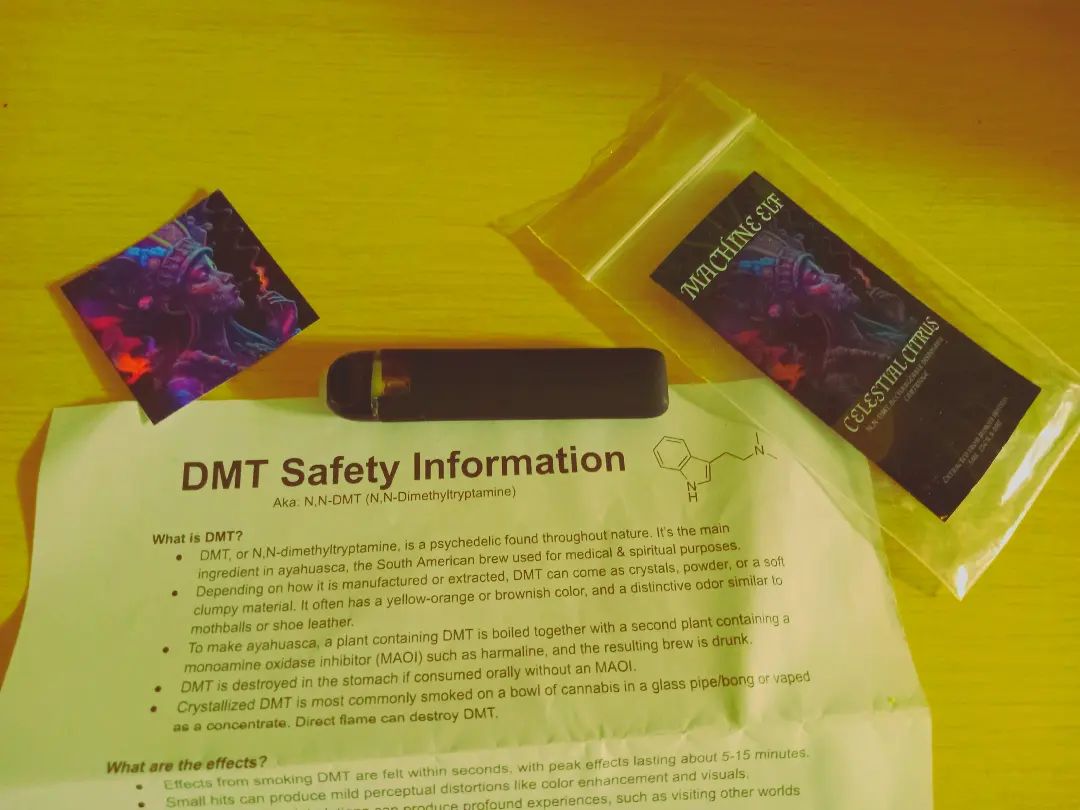 MACHINE ELF
CELESTIAL CITRUS
CARTRIDGE
DMT Safety Information
Aka: N,N-DMT (N,N-Dimethyltryptamine)
N
N
H
What is DMT?
• DMT, or N,N-dimethyltryptamine, is a psychedelic found throughout nature. It's the main
ingredient in ayahuasca, the South American brew used for medical & spiritual purposes.
• Depending on how it is manufactured or extracted, DMT can come as crystals, powder, or a soft
clumpy material. It often has a yellow-orange or brownish color, and a distinctive odor similar to
mothballs or shoe leather.
• To make ayahuasca, a plant containing DMT is boiled together with a second plant containing a
monoamine oxidase inhibitor (MAOI) such as harmaline, and the resulting brew is drunk.
• DMT is destroyed in the stomach if consumed orally without an MAOI.
• Crystallized DMT is most commonly smoked on a bowl of cannabis in a glass pipe/bong or vaped
as a concentrate. Direct flame can destroy DMT.
What are the effects?
• Effects from smoking DMT are felt within seconds, with peak effects lasting about 5-15 minutes.
• Small hits can produce mild perceptual distortions like color enhancement and visuals.
can produce profound experiences, such as visiting other worlds